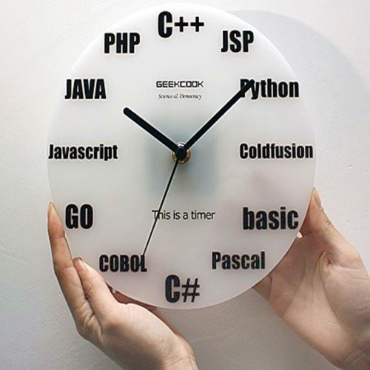 C++
PHP
JSP
JAVA
GEEKCOOK
Science & Democracy
Python
Javascript
Coldfusion
GO
This is a timer
basic
COBOL
Pascal
C#